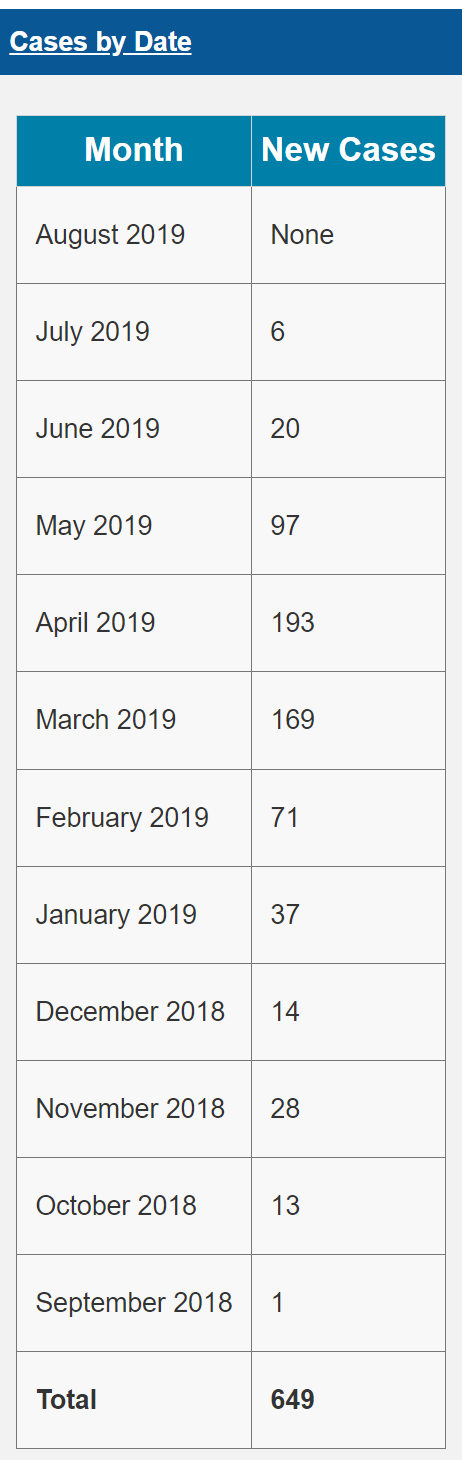 Cases by Date
Month New Cases
August 2019 None
July 2019 6
June 2019 20
May 2019 97
April 2019 193
March 2019 169
February 2019 71
January 2019 37
December 2018 14
November 2018 28
October 2018 13
September 2018 1
Total 649